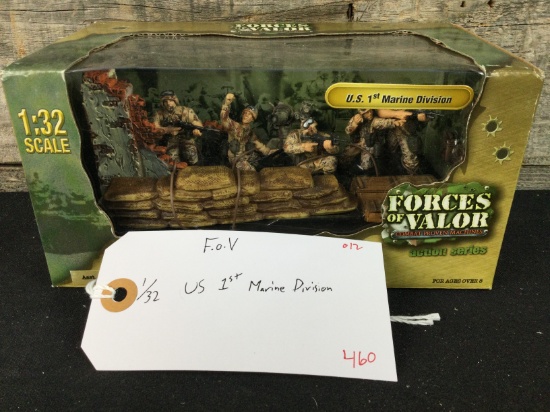 FORCES
OF VALOR
U.S. 1st Marine Division
1:32
SCALE
FORCES
OF VALOR
action series
FOR AGES OVER 8
F.O.V
012
1/32 US 1st Marine Division
460